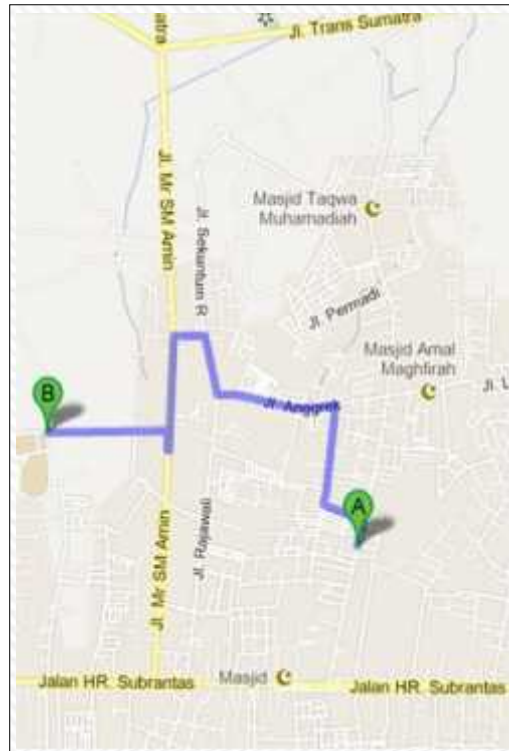 Jl. Trans Sumatra
atra
Jl. Mr SM Amin
Jl. Sekuntum R
Masjid Taqwa
Muhamadiah
Jl. Permadi
Masjid Amal
Maghfirah
Jl. U
B
Jl. Anggrek
A
Jl. Rajawali
Jl. Mr SM Amin
Jalan HR. Subrantas
Masjid
Jalan HR. Subrantas